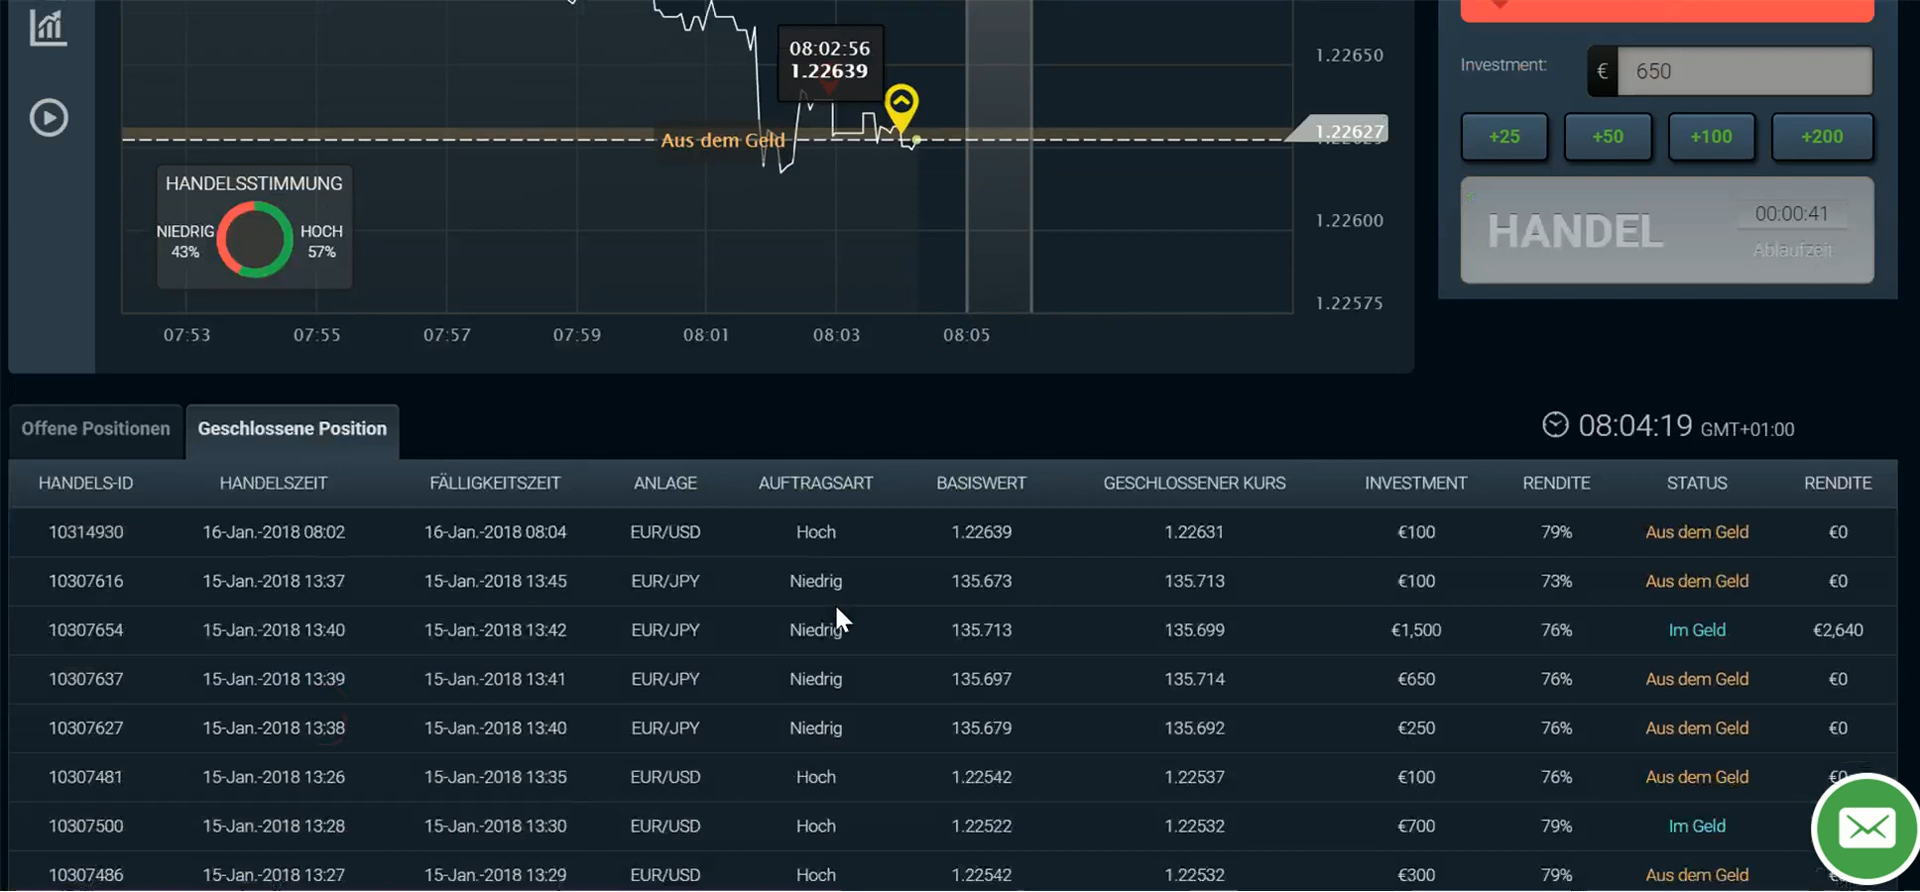 1.22650
08:02:56
1.22639
Investment:
€ 650
Aus dem Geld
1.22627
+25 +50 +100 +200
HANDELSSTIMMUNG
NIEDRIG
43%
HOCH
57%
1.22600
HANDEL
00:00:41
Ablaufzeit
1.22575
07:53 07:55 07:57 07:59 08:01 08:03 08:05
Offene Positionen Geschlossene Position 08:04:19 GMT+01:00
HANDELS-ID HANDELSZEIT FÄLLIGKEITSZEIT ANLAGE AUFTRAGSART BASISWERT GESCHLOSSENER KURS INVESTMENT RENDITE STATUS RENDITE
10314930 16-Jan.-2018 08:02 16-Jan.-2018 08:04 EUR/USD Hoch 1.22639 1.22631 €100 79% Aus dem Geld €0
10307616 15-Jan.-2018 13:37 15-Jan.-2018 13:45 EUR/JPY Niedrig 135.673 135.713 €100 73% Aus dem Geld €0
10307654 15-Jan.-2018 13:40 15-Jan.-2018 13:42 EUR/JPY Niedrig 135.713 135.699 €1,500 76% Im Geld €2,640
10307637 15-Jan.-2018 13:39 15-Jan.-2018 13:41 EUR/JPY Niedrig 135.697 135.714 €650 76% Aus dem Geld €0
10307627 15-Jan.-2018 13:38 15-Jan.-2018 13:40 EUR/JPY Niedrig 135.679 135.692 €250 76% Aus dem Geld €0
10307481 15-Jan.-2018 13:26 15-Jan.-2018 13:35 EUR/USD Hoch 1.22542 1.22537 €100 76% Aus dem Geld €0
10307500 15-Jan.-2018 13:28 15-Jan.-2018 13:30 EUR/USD Hoch 1.22522 1.22532 €700 79% Im Geld
10307486 15-Jan.-2018 13:27 15-Jan.-2018 13:29 EUR/USD Hoch 1.22542 1.22532 €300 79% Aus dem Geld